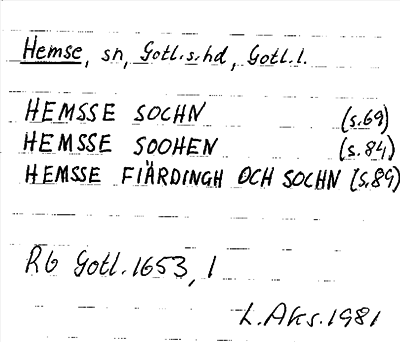 Hemse, sn, Gotl.s.hd, Gotl.l.
HEMSSE SOCHN (s.69)
HEMSSE SOOHEN (s.84)
HEMSSE FIÄRDINGH OCH SOCHN (s.89)
Rb Gotl. 1653, 1
L.Aks. 1981